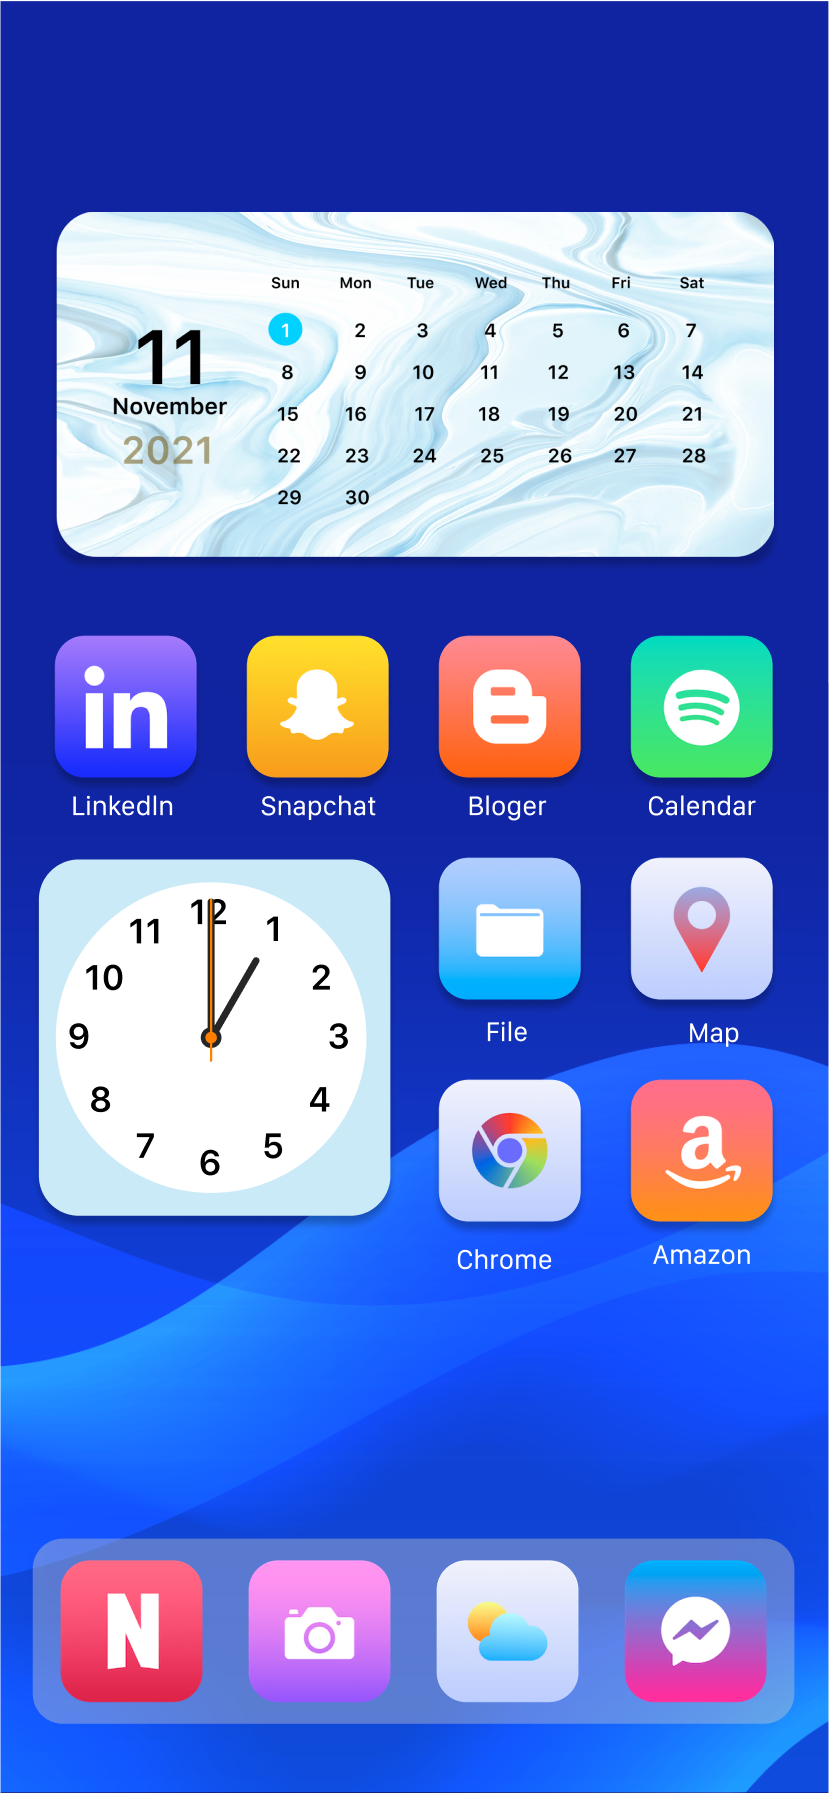 Sun Mon Tue Wed Thu Fri Sat
1 2 3 4 5 6 7
8 9 10 11 12 13 14
15 16 17 18 19 20 21
22 23 24 25 26 27 28
29 30
11
November
2021
in
LinkedIn Snapchat Bloger Calendar
12
11 1
10 2
9 3
8 4
7 5
6
File Map
a
Chrome Amazon
N